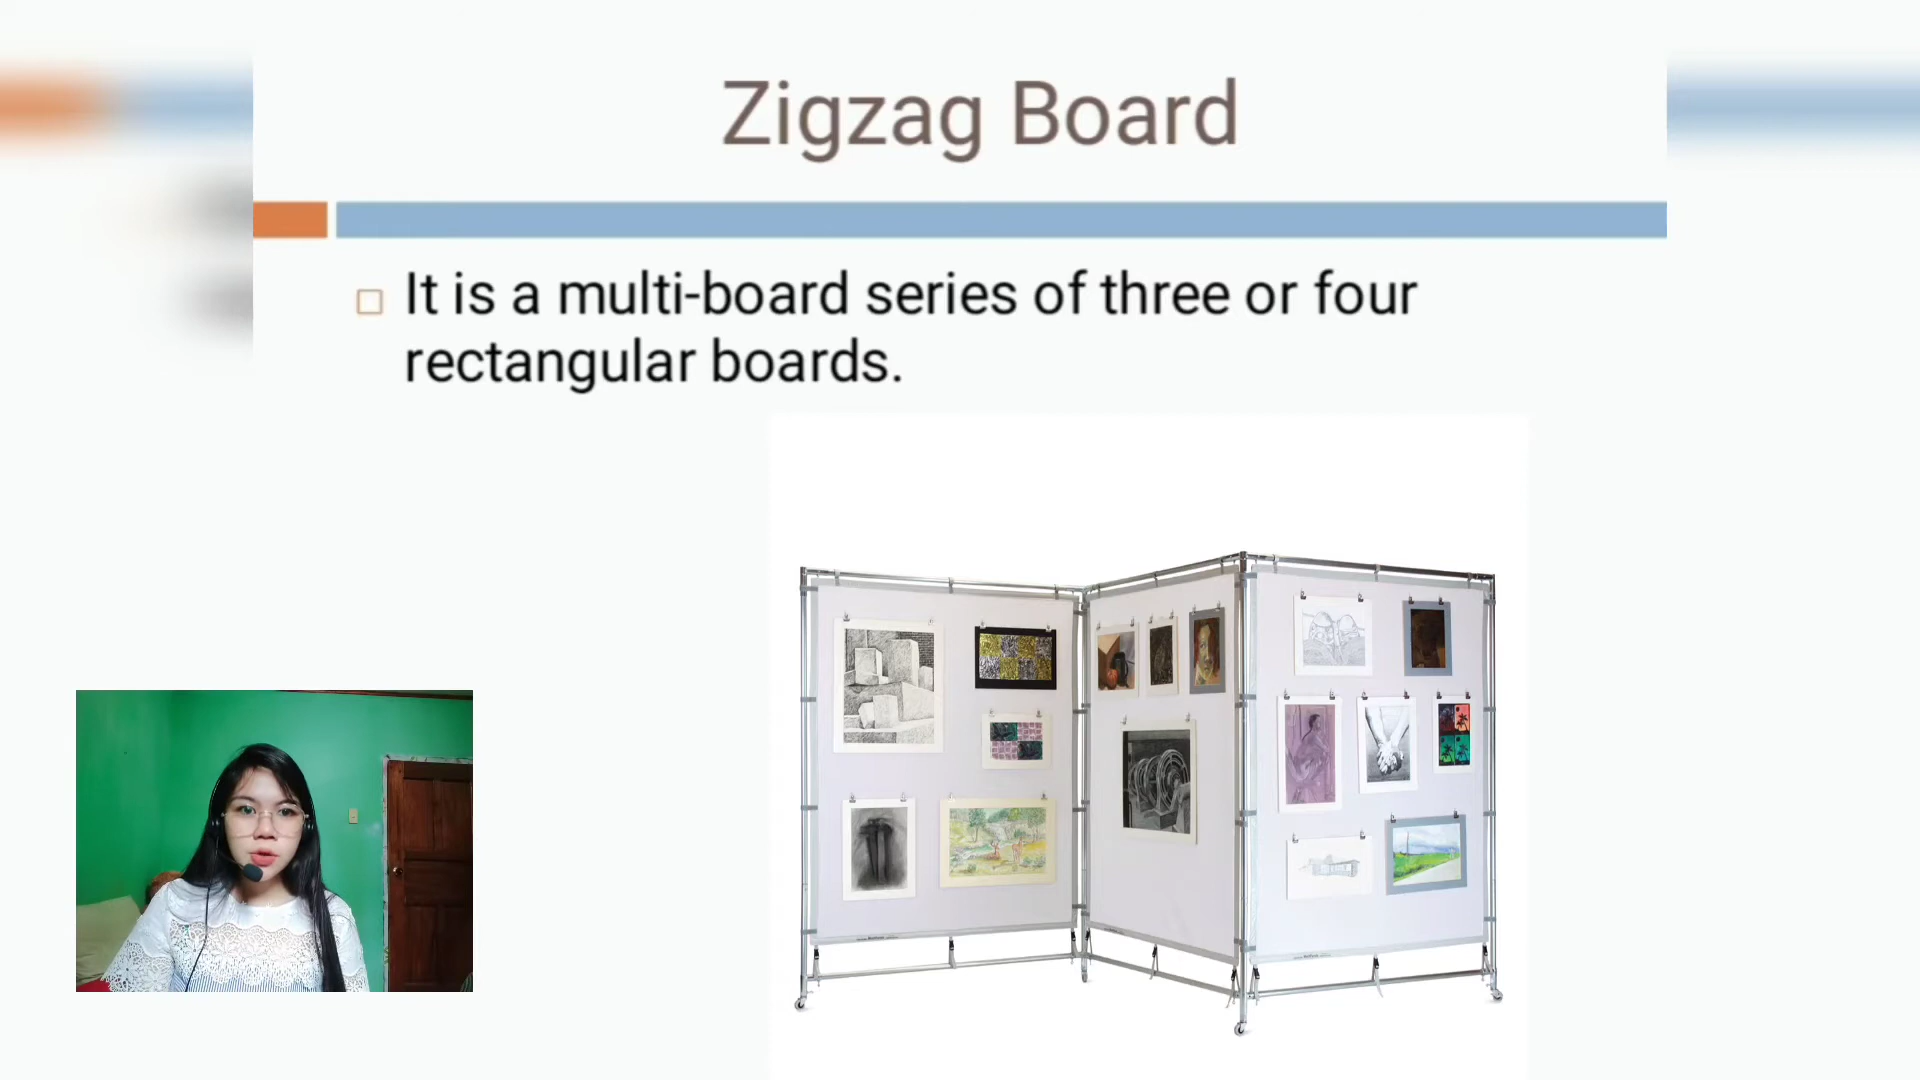 Zigzag Board
It is a multi-board series of three or four
rectangular boards.